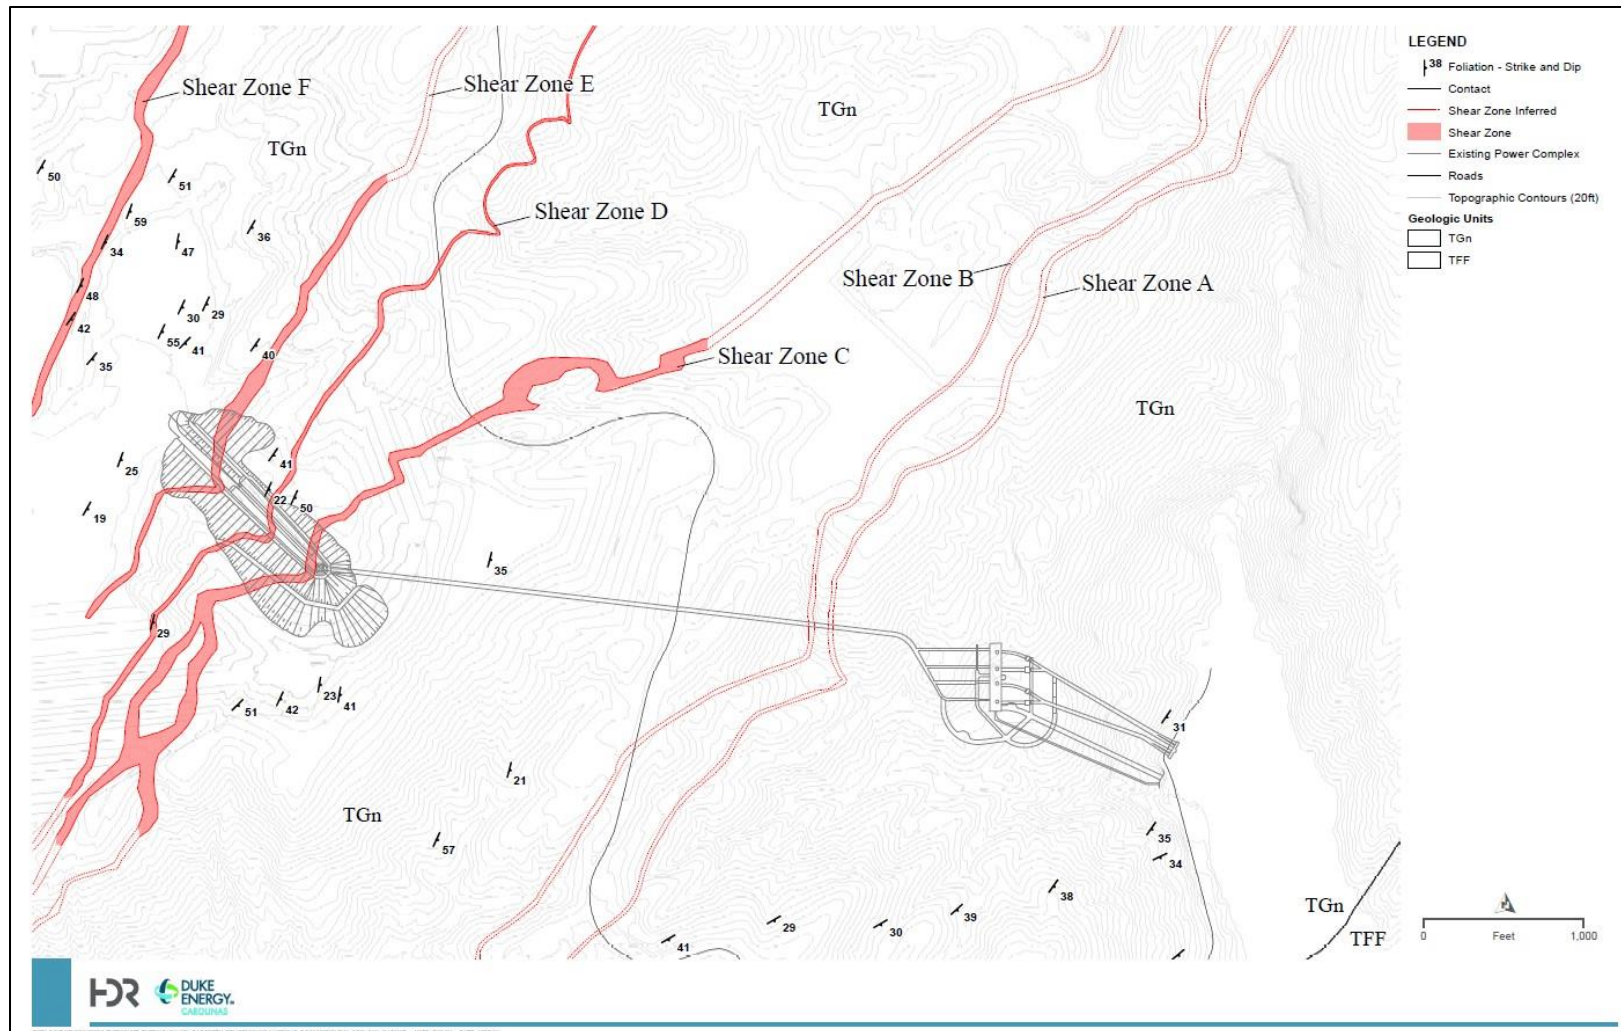 LEGEND
38 Foliation - Strike and Dip
Contact
Shear Zone Inferred
Shear Zone
Existing Power Complex
Roads
Topographic Contours (20ft)
Geologic Units
TGn
TFF
Shear Zone F
Shear Zone E
TGn
TGn
50
51
59
Shear Zone D
36
34
47
Shear Zone B
Shear Zone A
48
30
29
42
55
41
40
35
Shear Zone C
TGn
25
41
22
50
19
35
29
23
51
42
41
31
21
TGn
57
35
34
38
39
29
30
41
TGn
TFF
0
Feet
1,000
HDR
DUKE
ENERGY®
CAROLINAS